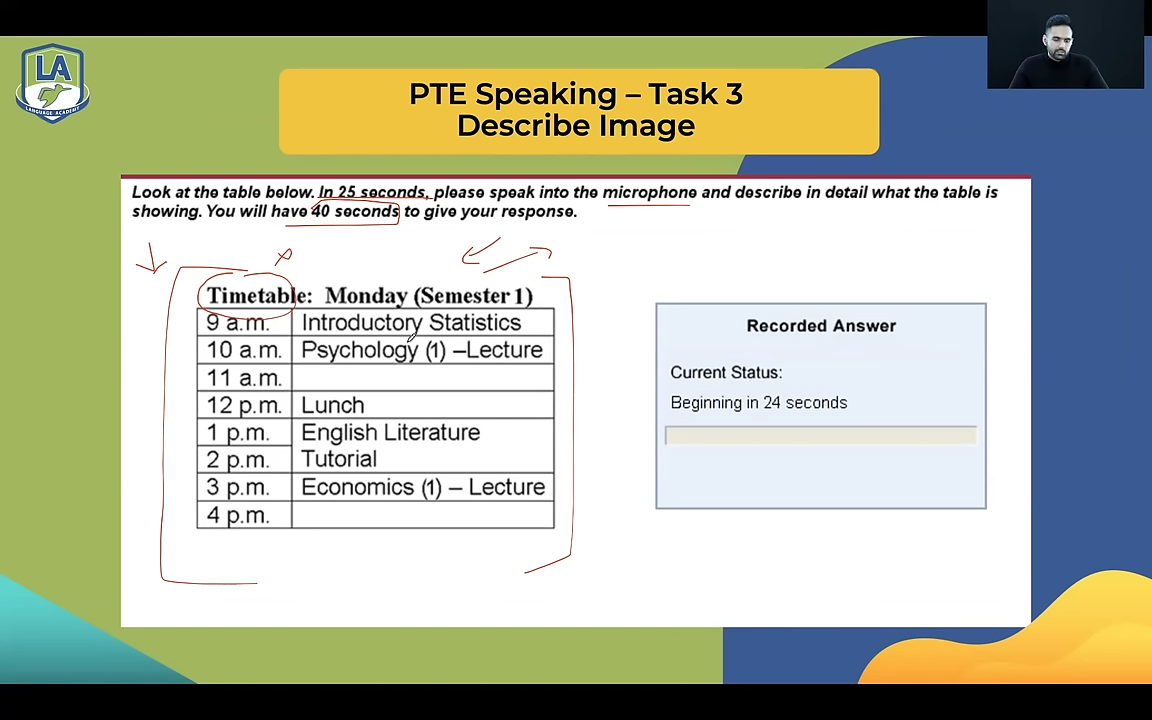 LA
LANGUAGE ACADEMY
PTE Speaking – Task 3
Describe Image
Look at the table below. In 25 seconds, please speak into the microphone and describe in detail what the table is
showing. You will have 40 seconds to give your response.
Timetable: Monday (Semester 1)
9 a.m. Introductory Statistics
10 a.m. Psychology (1) –Lecture
11 a.m.
12 p.m. Lunch
1 p.m. English Literature
2 p.m. Tutorial
3 p.m. Economics (1) – Lecture
4 p.m.
Recorded Answer
Current Status:
Beginning in 24 seconds